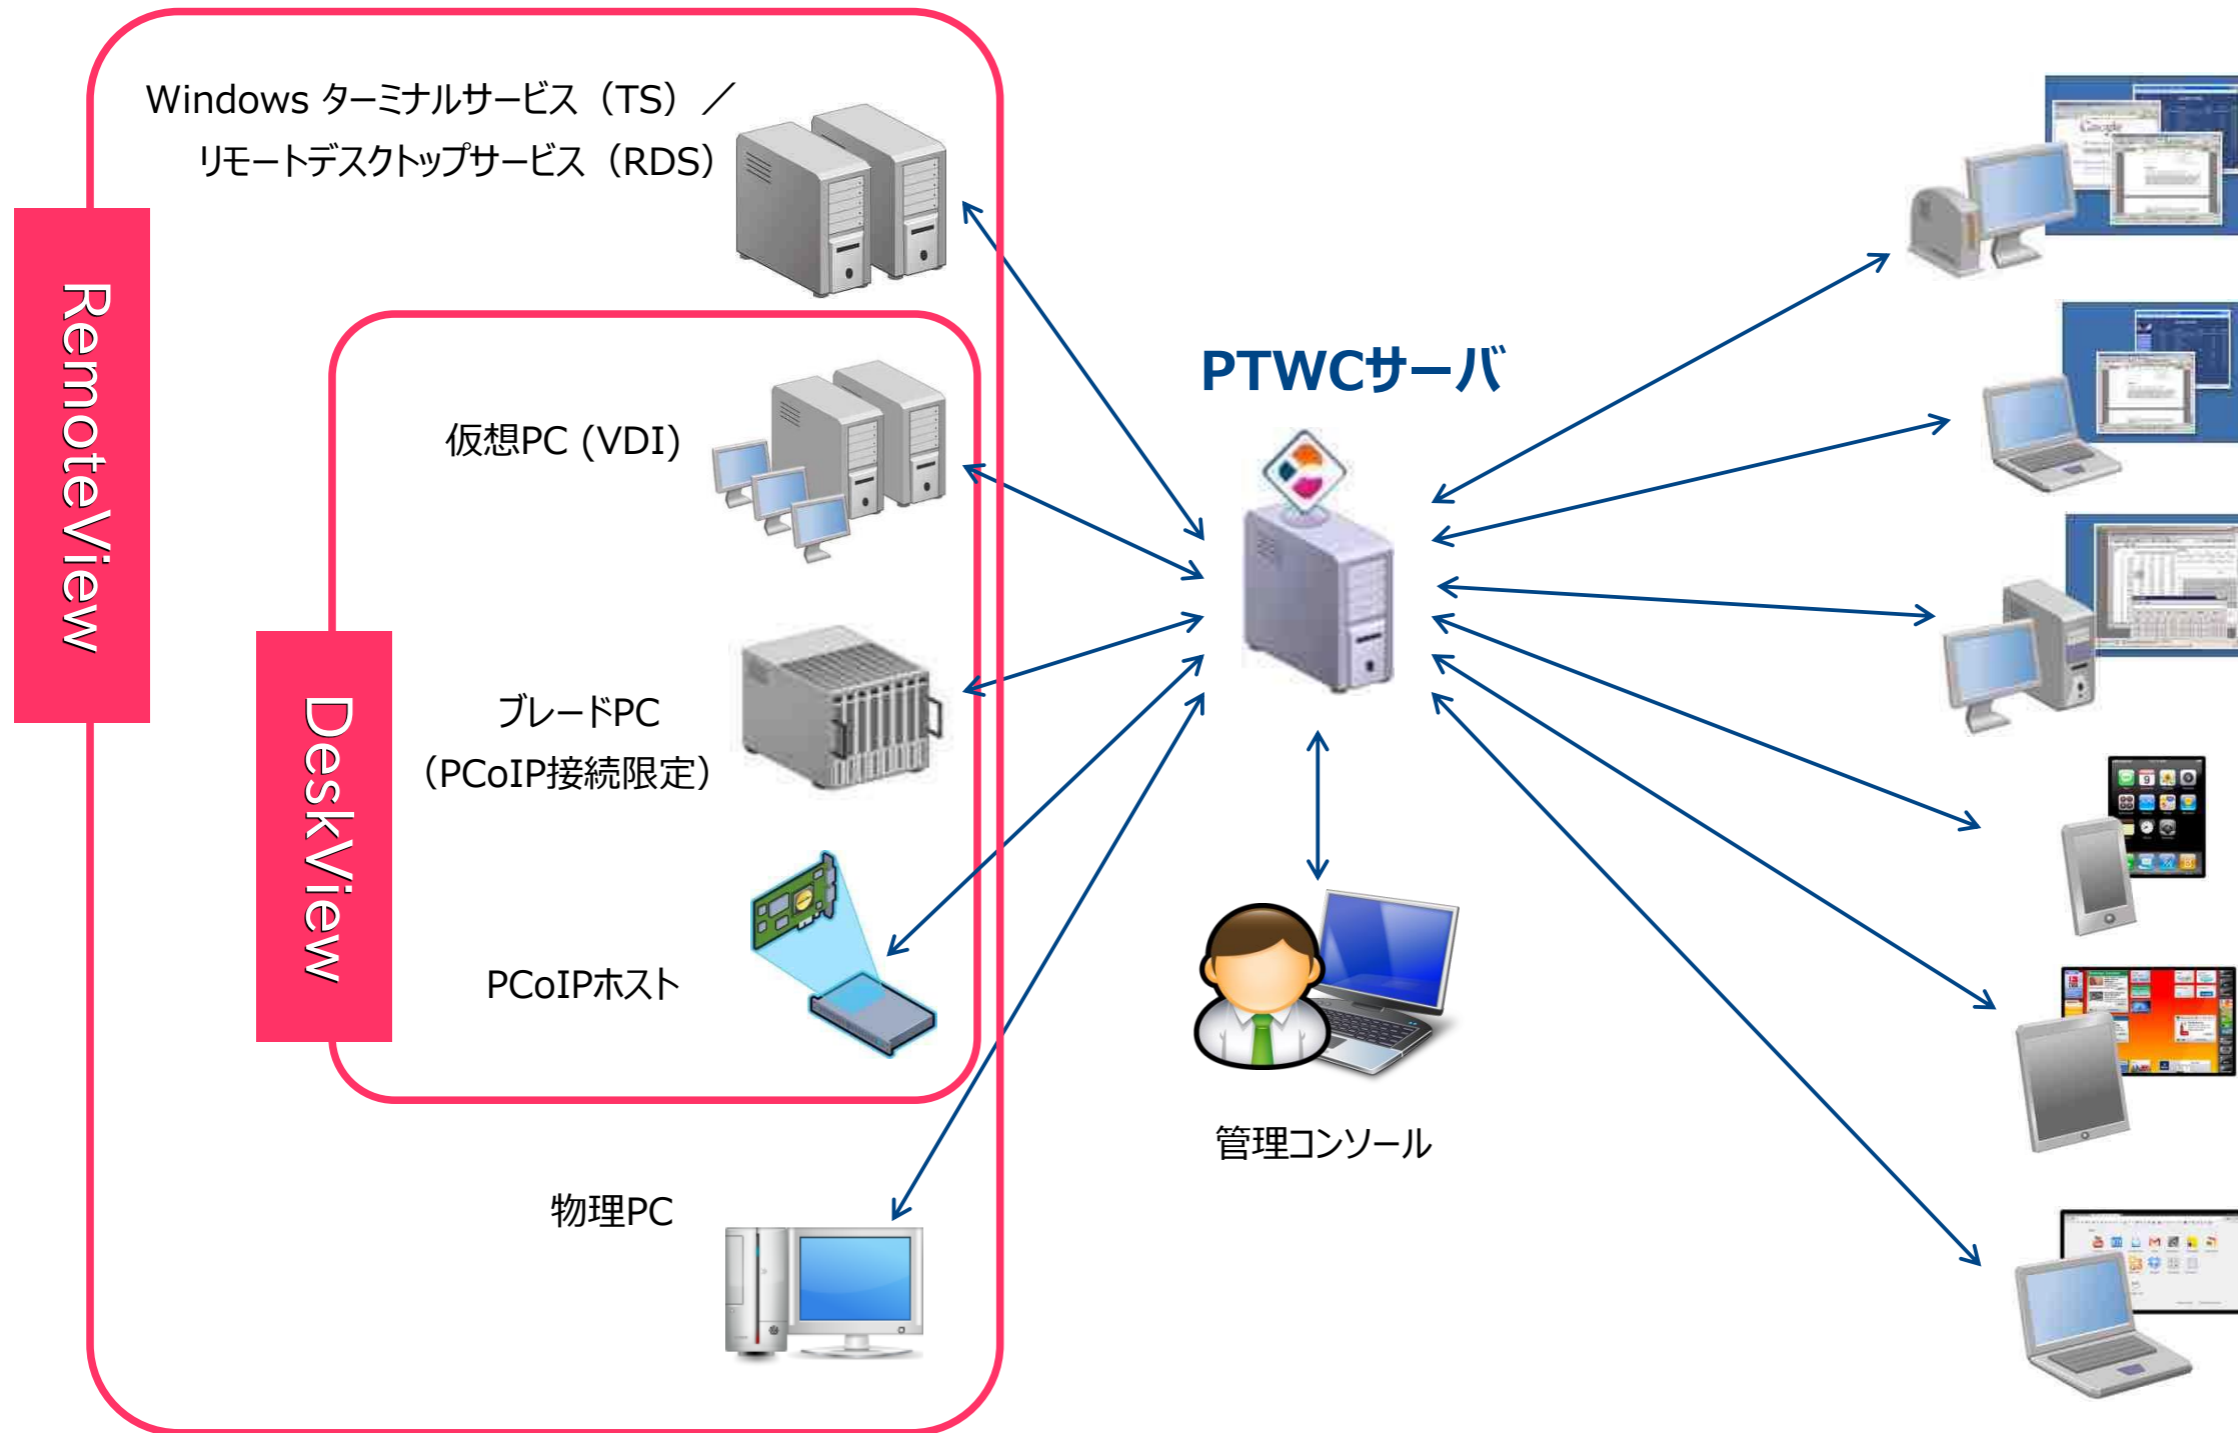 Windows ターミナルサービス（TS）／
リモートデスクトップサービス（RDS）
RemoteView
仮想PC (VDI)
DeskView
ブレードPC
（PCoIP接続限定）
PCoIPホスト
物理PC
PTWCサーバ
管理コンソール
Google